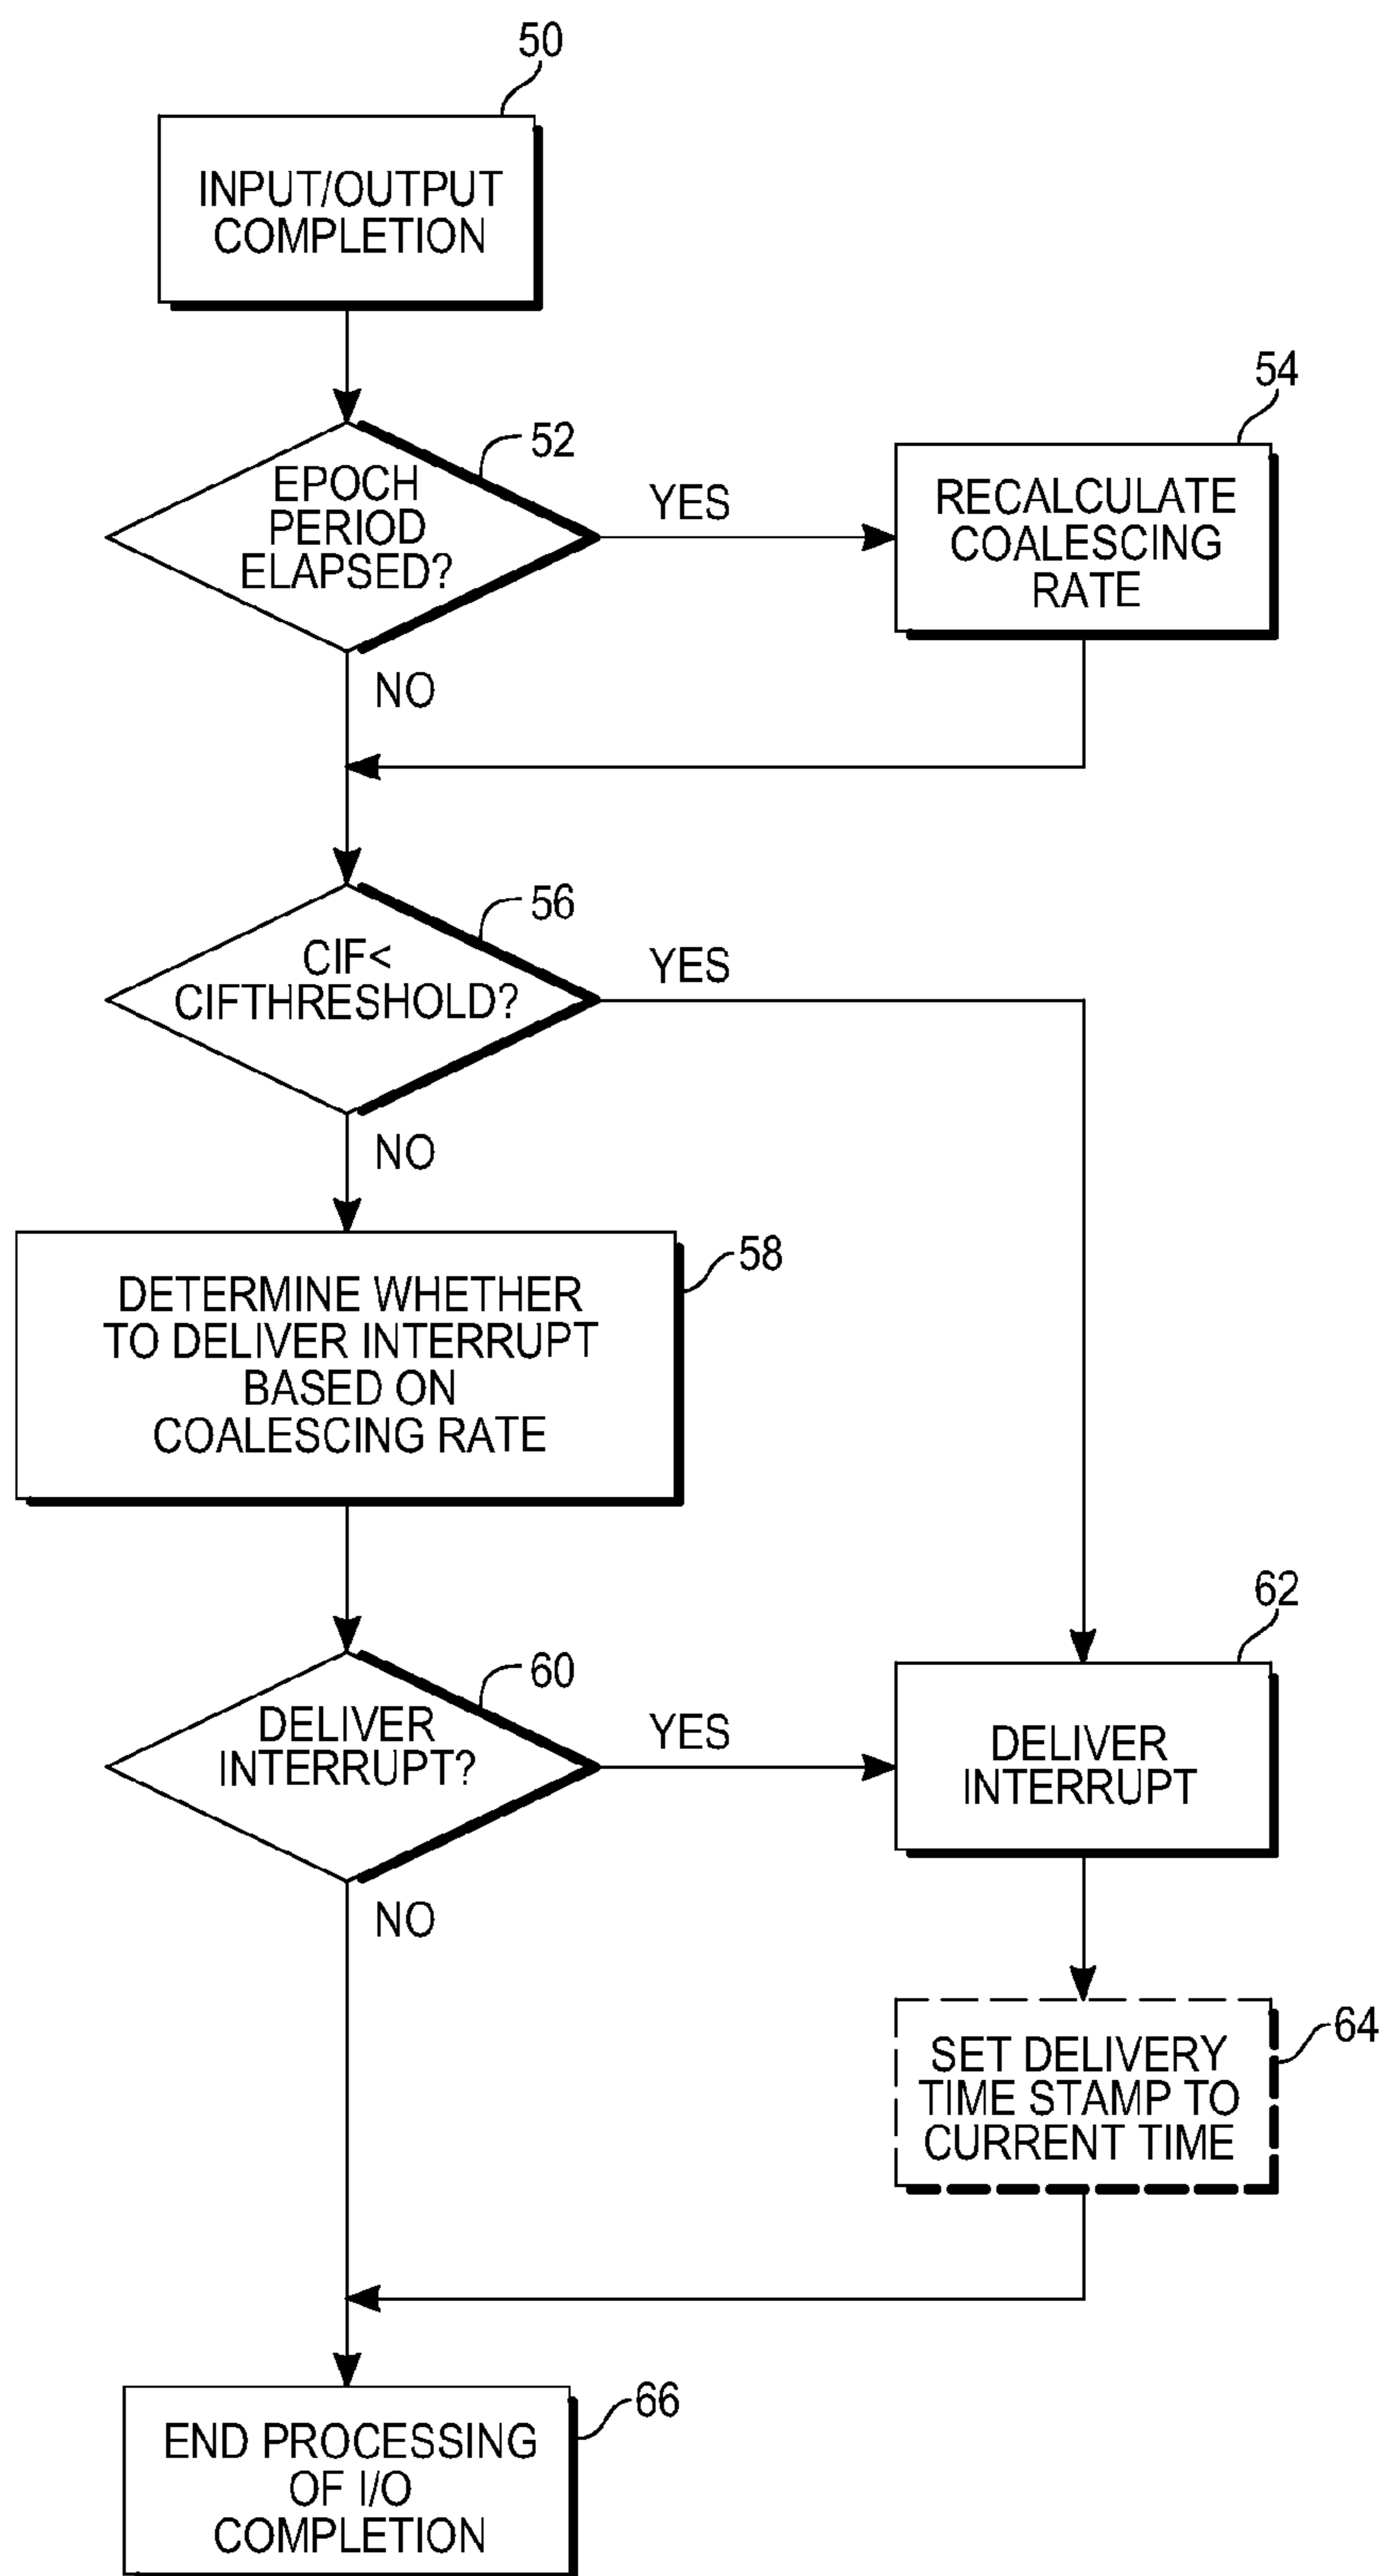 50
INPUT/OUTPUT
COMPLETION
54
52
EPOCH
PERIOD
ELAPSED?
YES
RECALCULATE
COALESCING
RATE
NO
56
CIF<
CIFTHRESHOLD?
YES
NO
58
DETERMINE WHETHER
TO DELIVER INTERRUPT
BASED ON
COALESCING RATE
62
60
DELIVER
INTERRUPT?
YES
DELIVER
INTERRUPT
NO
64
SET DELIVERY
TIME STAMP TO
CURRENT TIME
66
END PROCESSING
OF I/O
COMPLETION